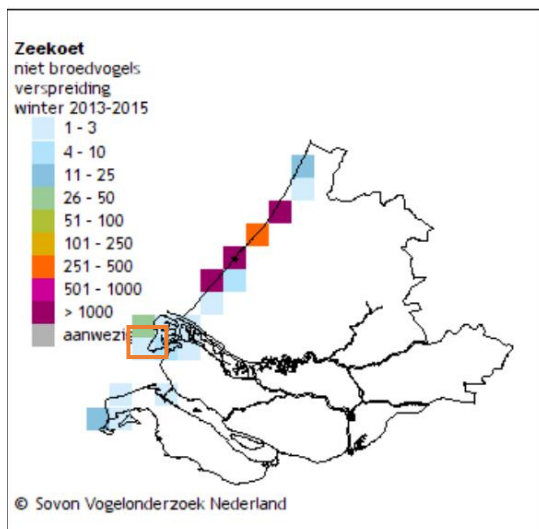 Zeekoet
niet broedvogels
verspreiding
winter 2013-2015
1 - 3
4 - 10
11 - 25
26 - 50
51 - 100
101 - 250
251 - 500
501 - 1000
> 1000
aanwezi
© Sovon Vogelonderzoek Nederland